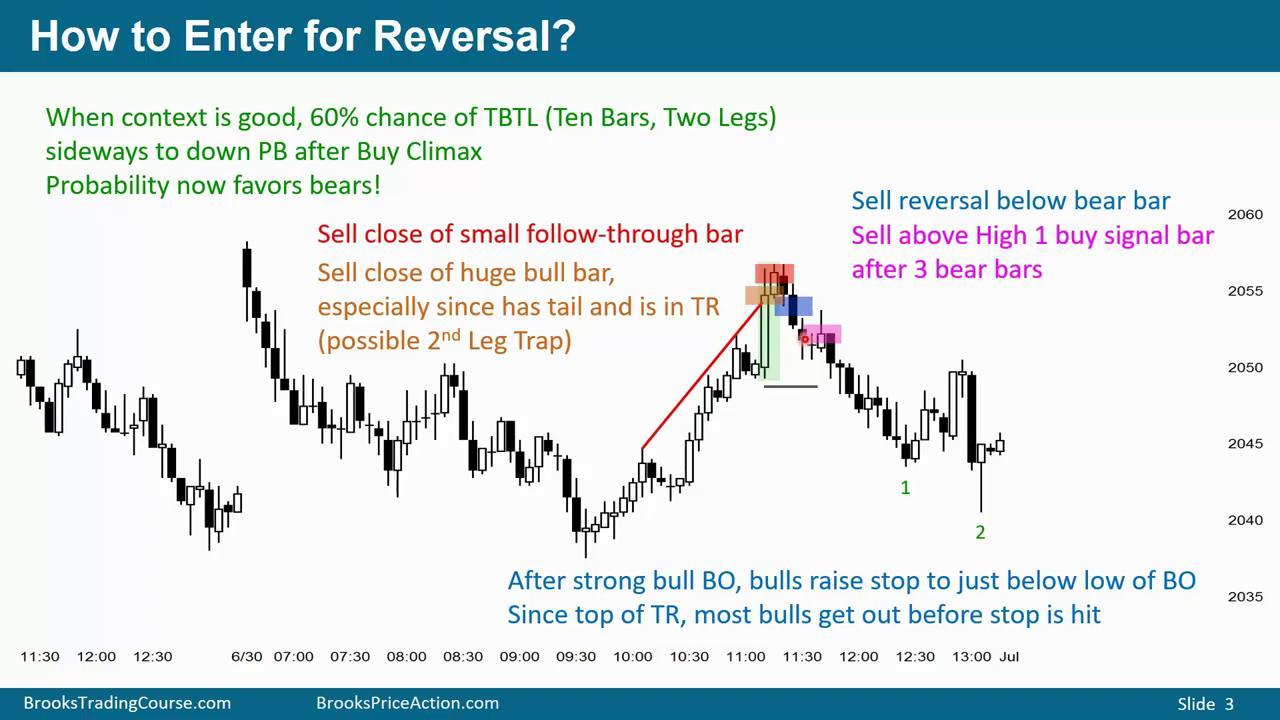 How to Enter for Reversal?
When context is good, 60% chance of TBTL (Ten Bars, Two Legs)
sideways to down PB after Buy Climax
Probability now favors bears!
Sell reversal below bear bar
Sell above High 1 buy signal bar
after 3 bear bars
Sell close of small follow-through bar
Sell close of huge bull bar,
especially since has tail and is in TR
(possible 2nd Leg Trap)
2060
2055
2050
2045
2040
2035
1
2
After strong bull BO, bulls raise stop to just below low of BO
Since top of TR, most bulls get out before stop is hit
11:30 12:00 12:30 6/30 07:00 07:30 08:00 08:30 09:00 09:30 10:00 10:30 11:00 11:30 12:00 12:30 13:00 Jul
BrooksTradingCourse.com BrooksPriceAction.com Slide 3